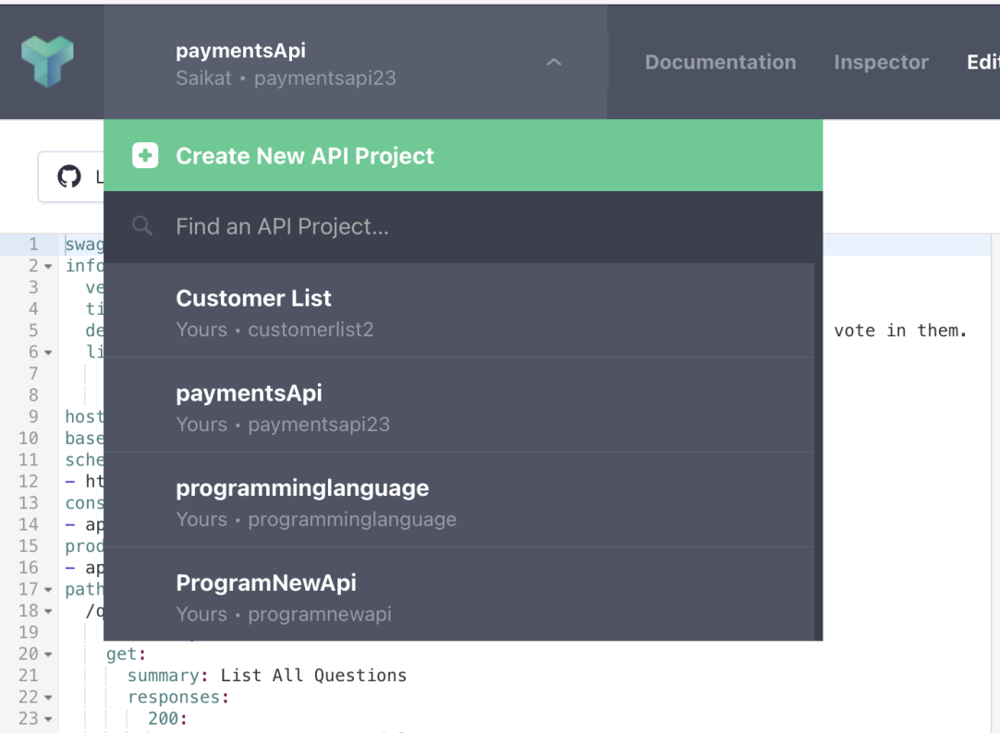 paymentsApi
Saikat • paymentsapi23
Documentation
Inspector
Edi
Create New API Project
L
Find an API Project...
1 swag
2 info
3 ve
4 ti
5 de vote in them.
6 li
7
8
9 host
10 base
11 sche
12 - ht
13 cons
14 - ap
15 prod
16 - ap
17 path
18 /q
19
20 get:
21 summary: List All Questions
22 responses:
23 200:
Customer List
Yours • customerlist2
paymentsApi
Yours • paymentsapi23
programminglanguage
Yours • programminglanguage
ProgramNewApi
Yours • programnewapi